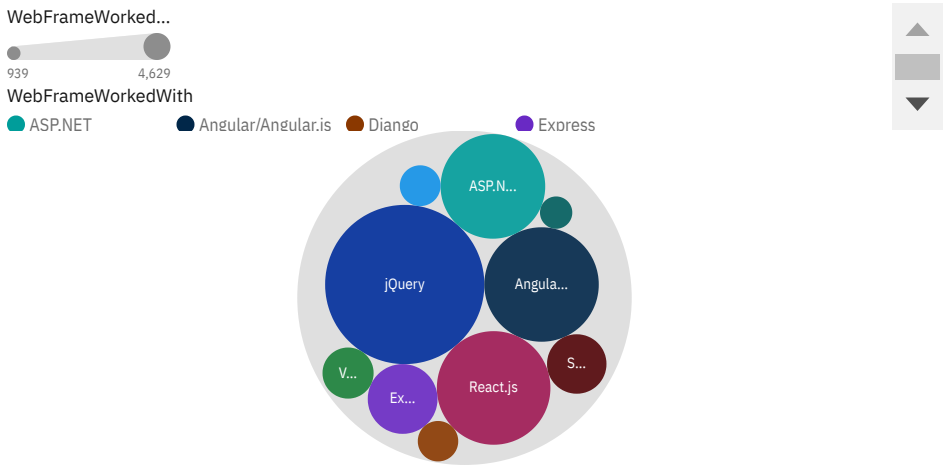 WebFrameWorked...
939 4,629
WebFrameWorkedWith
ASP.NET Angular/Angular.js Django Express
ASP.N...
jQuery Angula...
S...
V...
React.js
Ex...